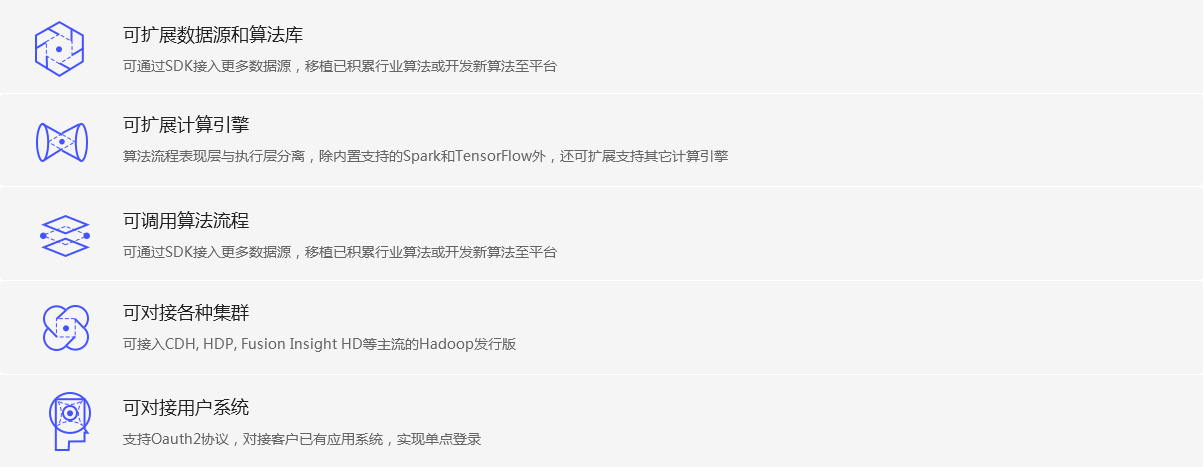 可扩展数据源和算法库
可通过SDK接入更多数据源，移植已积累行业算法或开发新算法至平台
可扩展计算引擎
算法流程表现层与执行层分离，除内置支持的Spark和TensorFlow外，还可扩展支持其它计算引擎
可调用算法流程
可通过SDK接入更多数据源，移植已积累行业算法或开发新算法至平台
可对接各种集群
可接入CDH, HDP, Fusion Insight HD等主流的Hadoop发行版
可对接用户系统
支持Oauth2协议，对接客户已有应用系统，实现单点登录